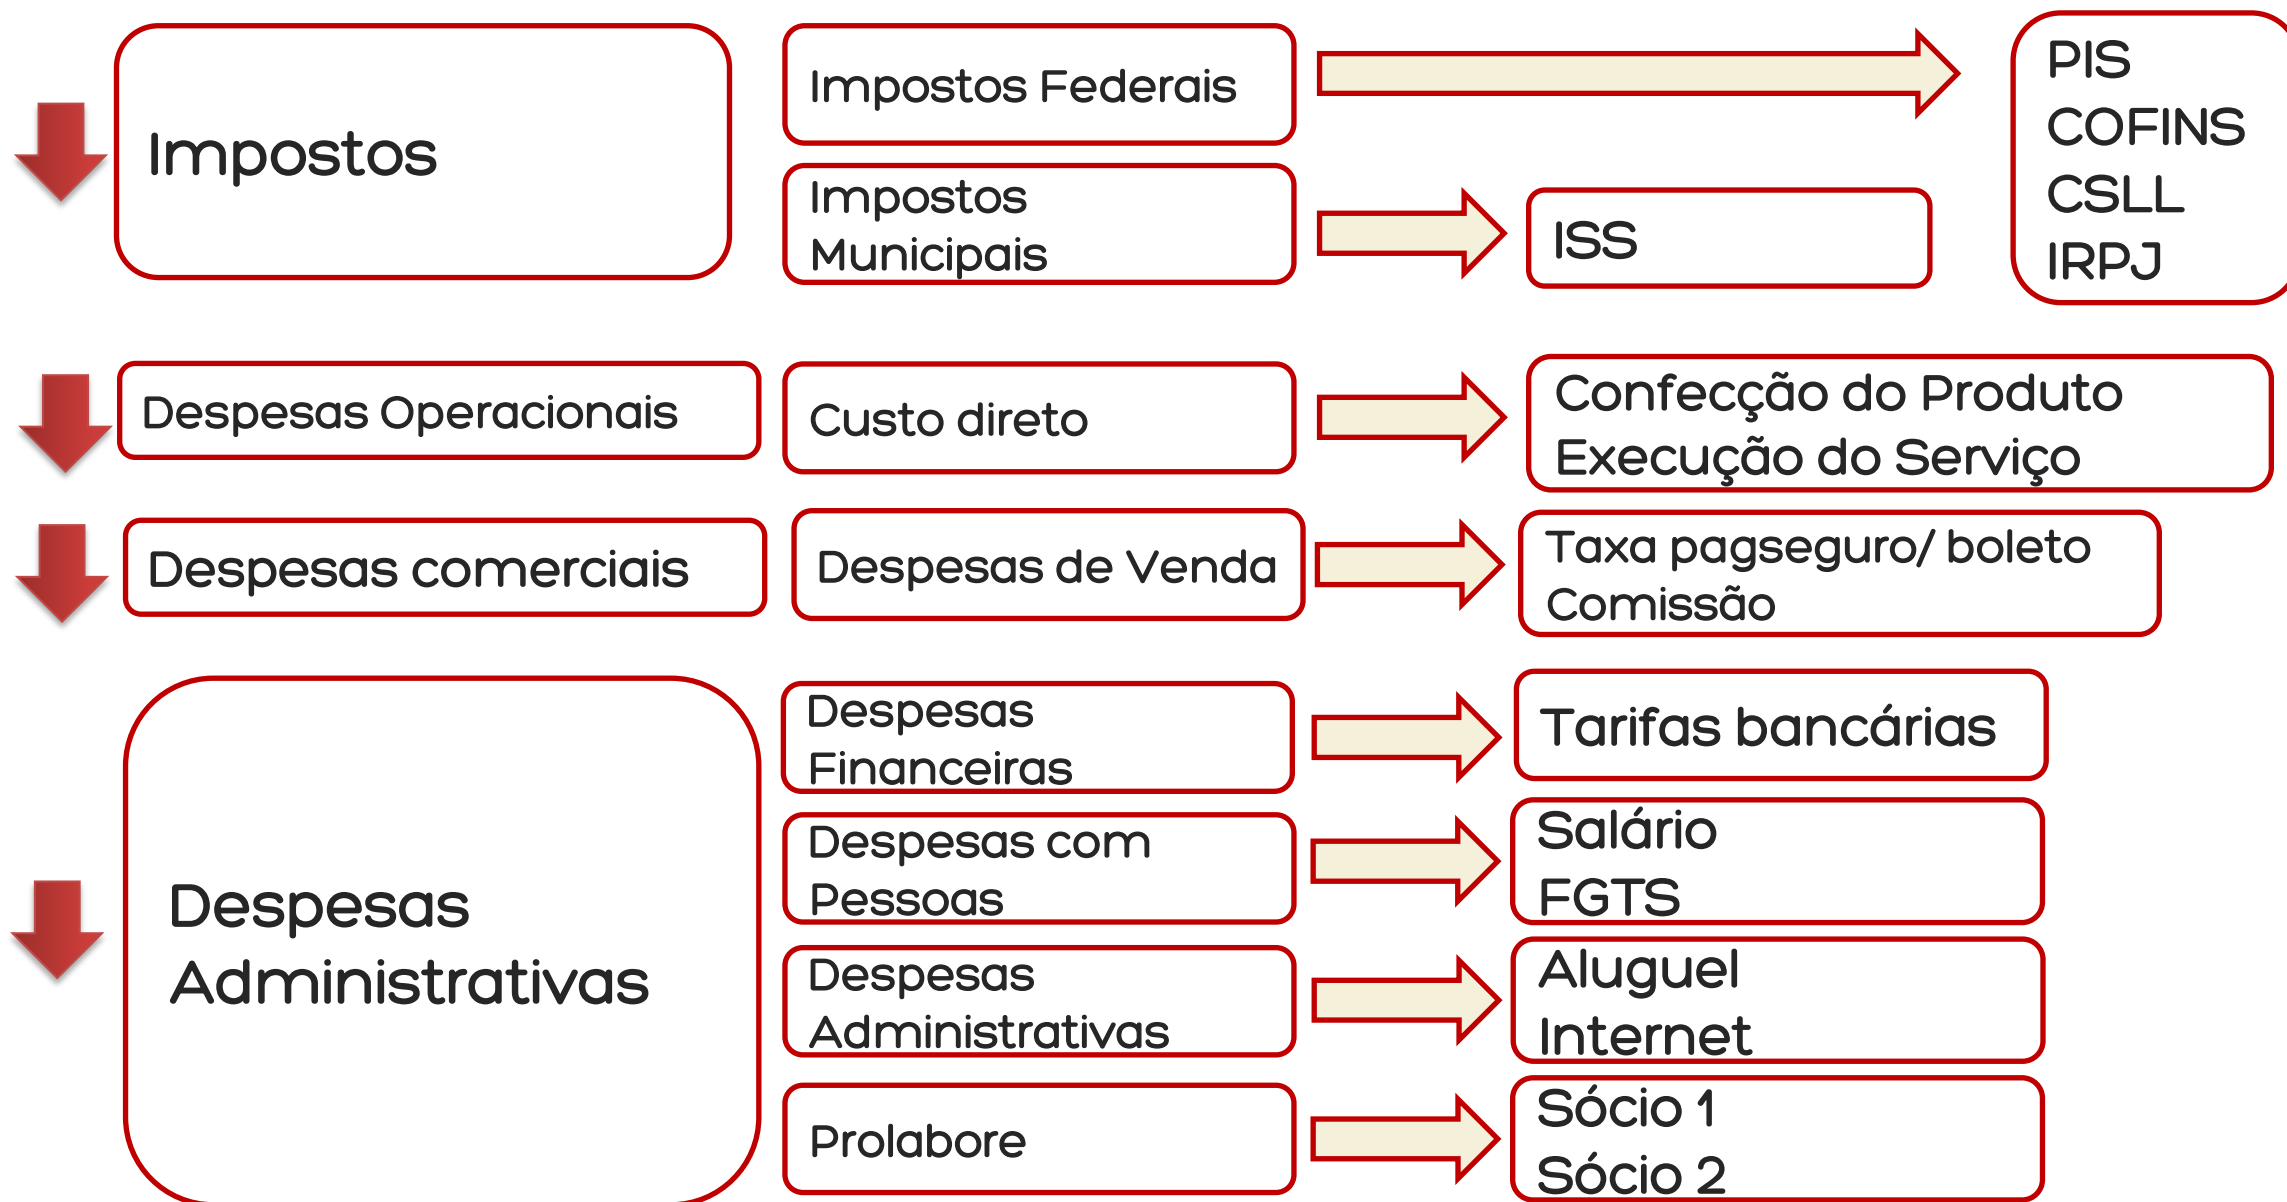 Impostos
Impostos Federais
PIS
COFINS
CSLL
IRPJ
Impostos
Municipais
ISS
Despesas Operacionais
Custo direto
Confecção do Produto
Execução do Serviço
Despesas comerciais
Despesas de Venda
Taxa pagseguro/ boleto
Comissão
Despesas
Administrativas
Despesas
Financeiras
Tarifas bancárias
Despesas com
Pessoas
Salário
FGTS
Despesas
Administrativas
Aluguel
Internet
Prolabore
Sócio 1
Sócio 2